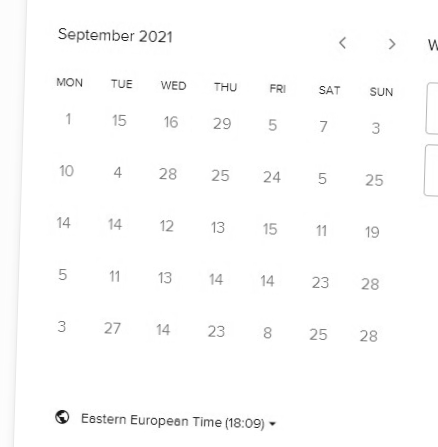 September 2021
MON TUE WED THU FRI SAT SUN
1 15 16 29 5 7 3
10 4 28 25 24 5 25
14 14 12 13 15 11 19
5 11 13 14 14 23 28
3 27 14 23 8 25 28
Eastern European Time (18:09)